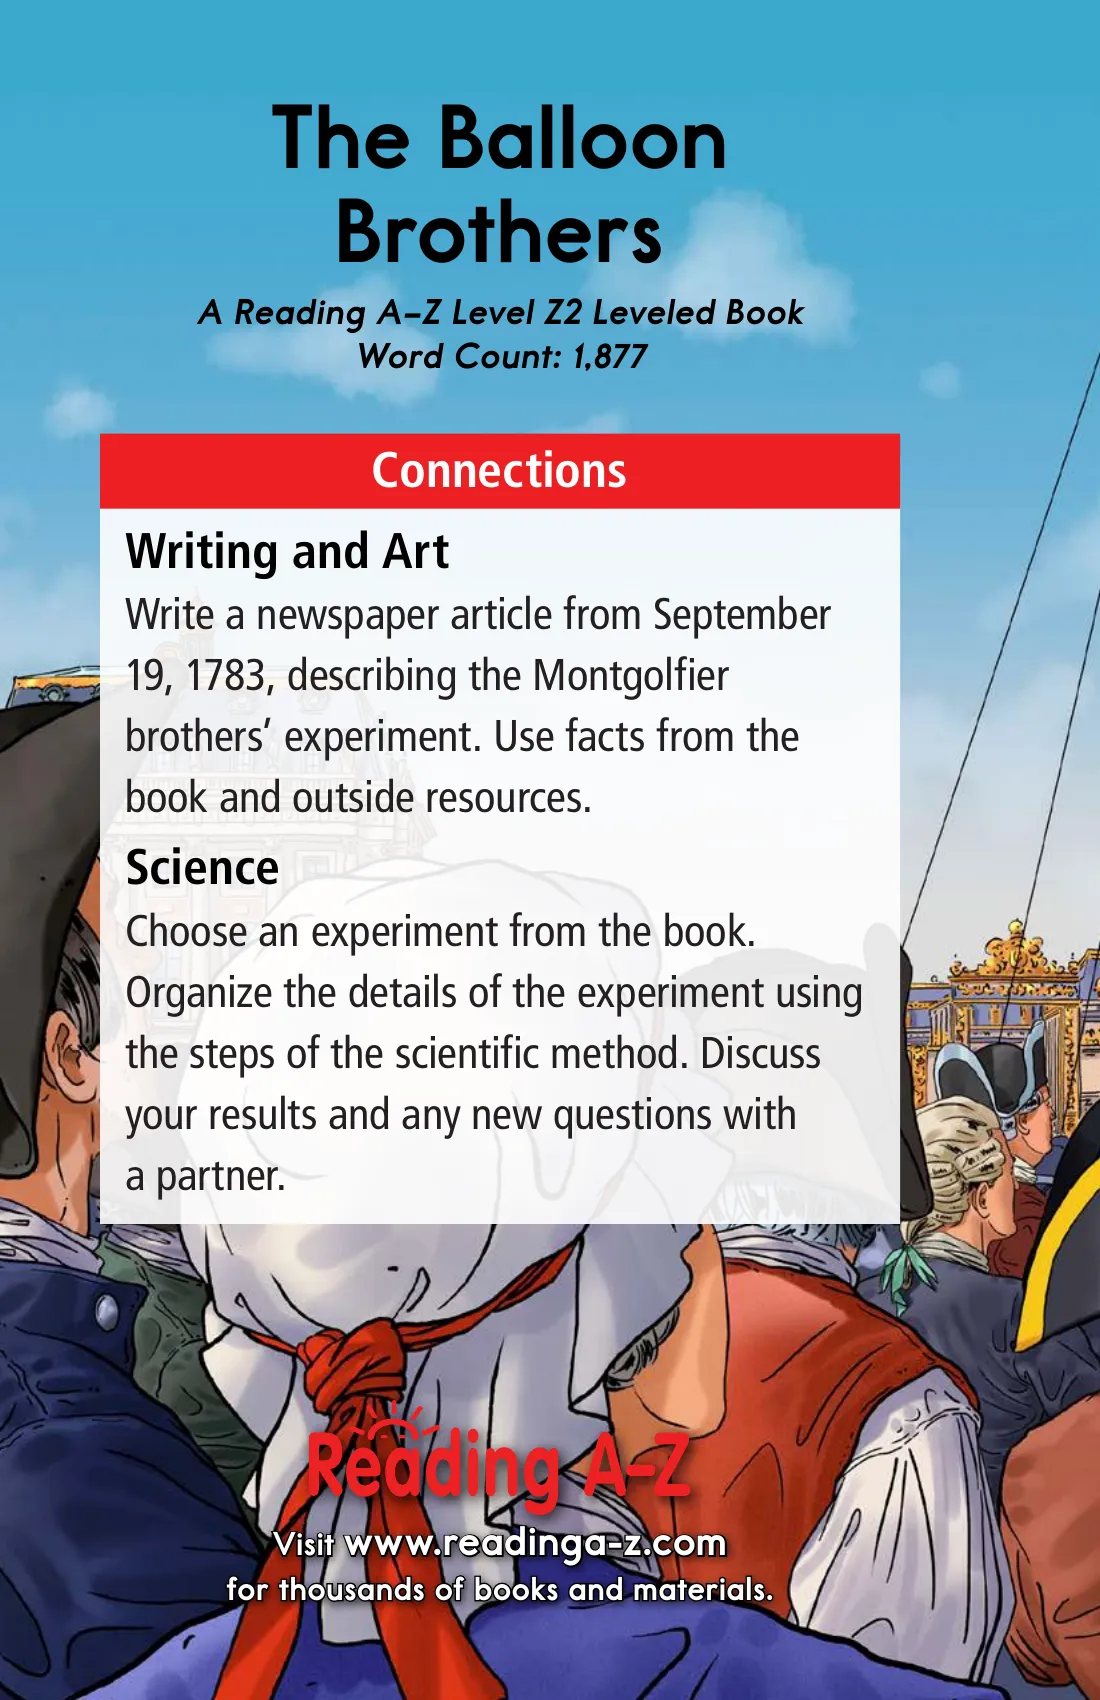 The Balloon
Brothers
A Reading A–Z Level Z2 Leveled Book
Word Count: 1,877
Connections
Writing and Art
Write a newspaper article from September
19, 1783, describing the Montgolfier
brothers’ experiment. Use facts from the
book and outside resources.
Science
Choose an experiment from the book.
Organize the details of the experiment using
the steps of the scientific method. Discuss
your results and any new questions with
a partner.
Reading A–Z
Visit www.readinga-z.com
for thousands of books and materials.